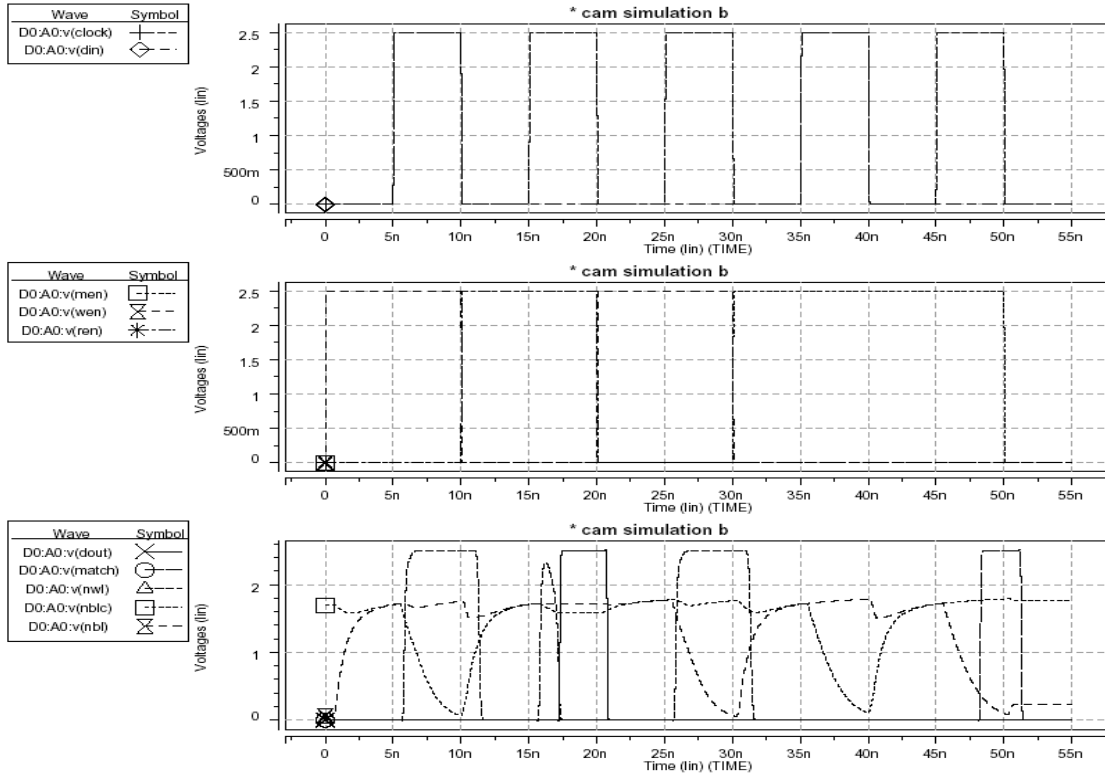 * cam simulation b
Wave Symbol
D0:A0:v(clock)
D0:A0:v(din)
Voltages (lin)
2.5
2
1.5
1
500m
0
0 5n 10n 15n 20n 25n 30n 35n 40n 45n 50n 55n
Time (lin) (TIME)
* cam simulation b
Wave Symbol
D0:A0:v(men)
D0:A0:v(wen)
D0:A0:v(ren)
Voltages (lin)
2.5
2
1.5
1
500m
0
0 5n 10n 15n 20n 25n 30n 35n 40n 45n 50n 55n
Time (lin) (TIME)
* cam simulation b
Wave Symbol
D0:A0:v(dout)
D0:A0:v(match)
D0:A0:v(nwl)
D0:A0:v(nblc)
D0:A0:v(nbl)
Voltages (lin)
2
1
0
0 5n 10n 15n 20n 25n 30n 35n 40n 45n 50n 55n
Time (lin) (TIME)